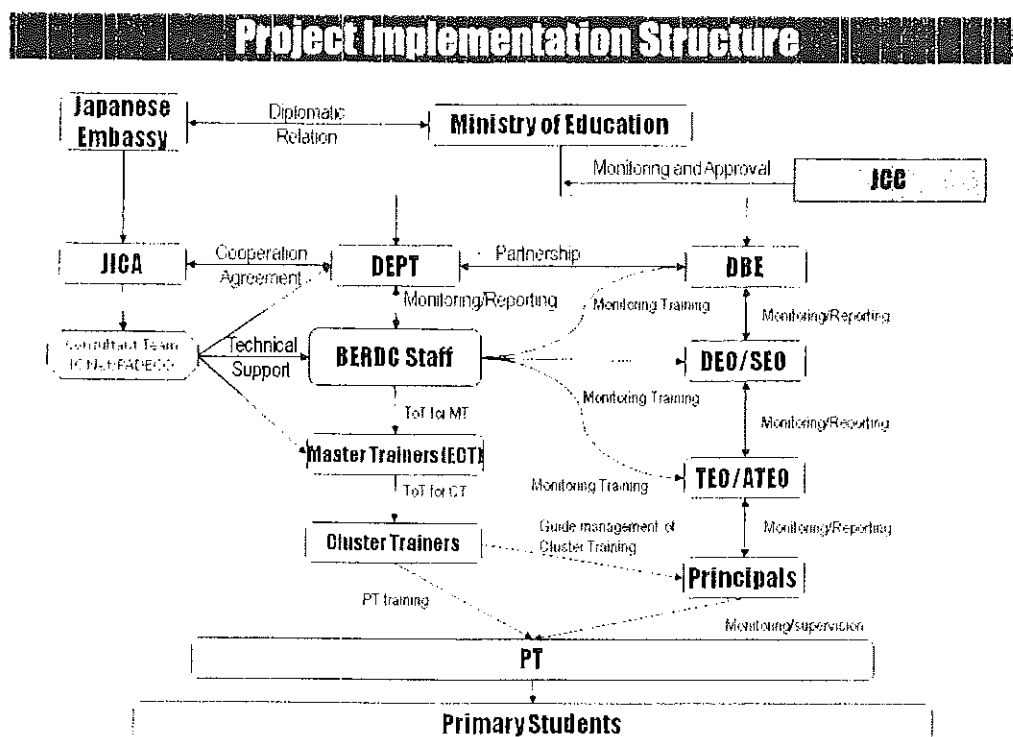 Project Implementation Structure
Japanese
Embassy
Diplomatic
Relation
Ministry of Education
Monitoring and Approval
JCC
JICA
Cooperation
Agreement
DEPT
Partnership
DBE
Monitoring/Reporting
Monitoring Training
Monitoring/Reporting
Consultant Team
Technical
Support
BERDC Staff
DEO/SEO
Monitoring Training
ToT for MT
Monitoring/Reporting
Master Trainers (ECT)
TEO/ATEO
ToT for CT
Monitoring Training
Cluster Trainers
Guide management of
Cluster Training
Monitoring/Reporting
Principals
PT training
Monitoring/supervision
PT
Primary Students